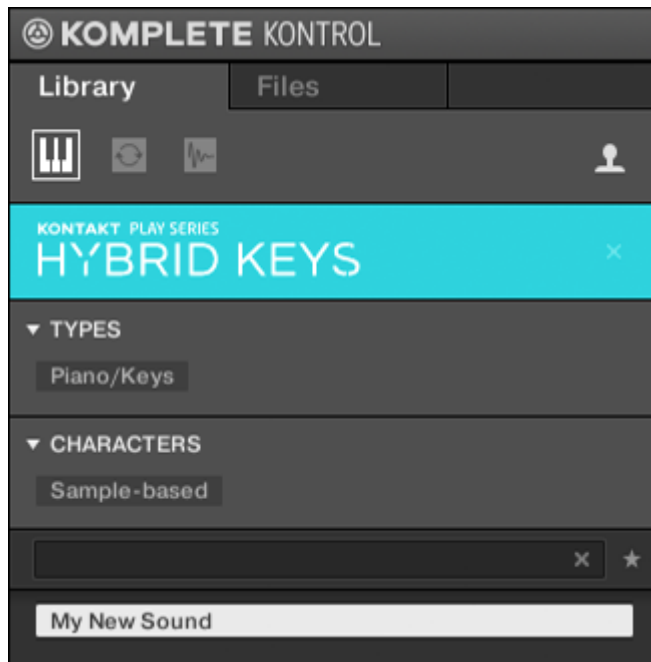 KOMPLETE KONTROL
Library Files
KONTAKT PLAY SERIES
HYBRID KEYS
TYPES
Piano/Keys
CHARACTERS
Sample-based
My New Sound